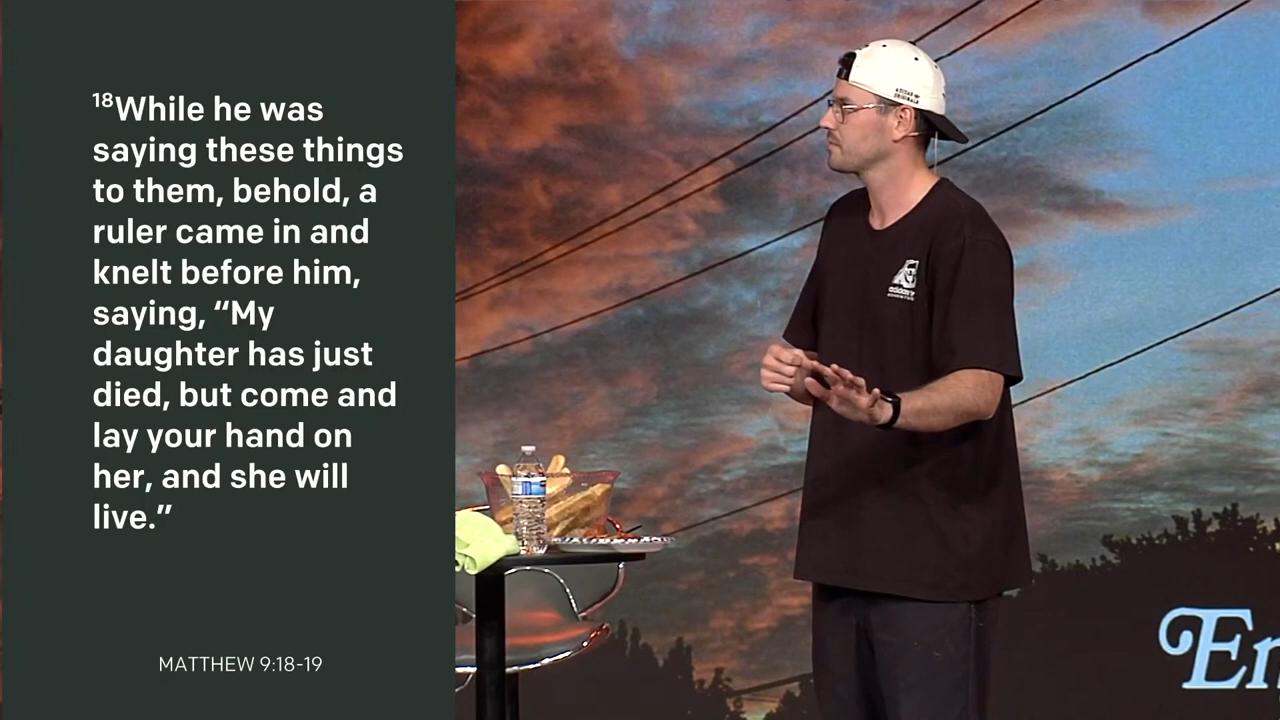 ¹⁸While he was
saying these things
to them, behold, a
ruler came in and
knelt before him,
saying, “My
daughter has just
died, but come and
lay your hand on
her, and she will
live.”
MATTHEW 9:18-19
ORIGINALS
En